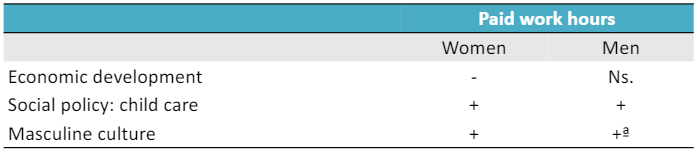 Paid work hours
Women Men
Economic development - Ns.
Social policy: child care + +
Masculine culture + +ª